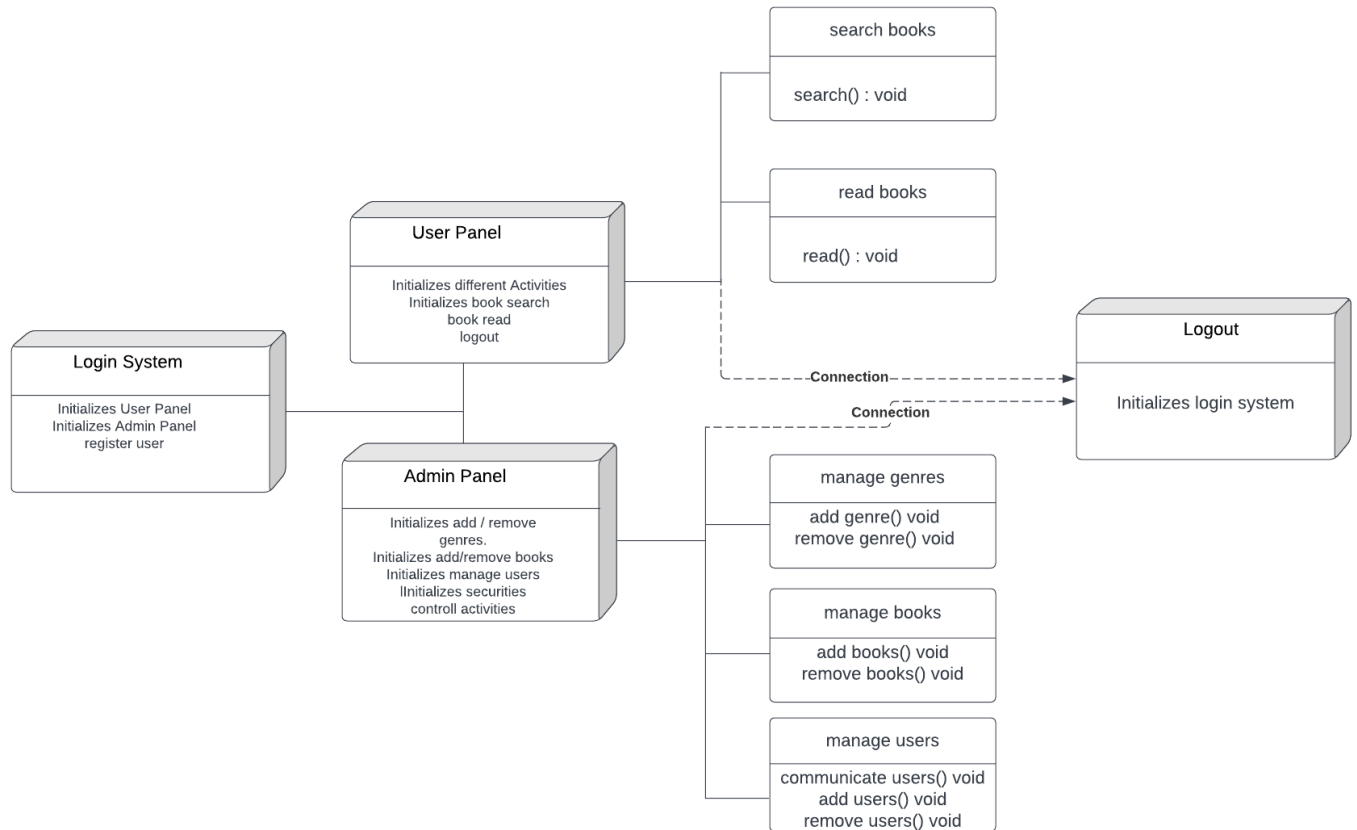 search books
search() : void
read books
read() : void
User Panel
Initializes different Activities
Initializes book search
book read
logout
Login System
Initializes User Panel
Initializes Admin Panel
register user
Logout
Initializes login system
Connection
Connection
Admin Panel
Initializes add / remove
genres.
Initializes add/remove books
Initializes manage users
lInitializes securities
controll activities
manage genres
add genre() void
remove genre() void
manage books
add books() void
remove books() void
manage users
communicate users() void
add users() void
remove users() void